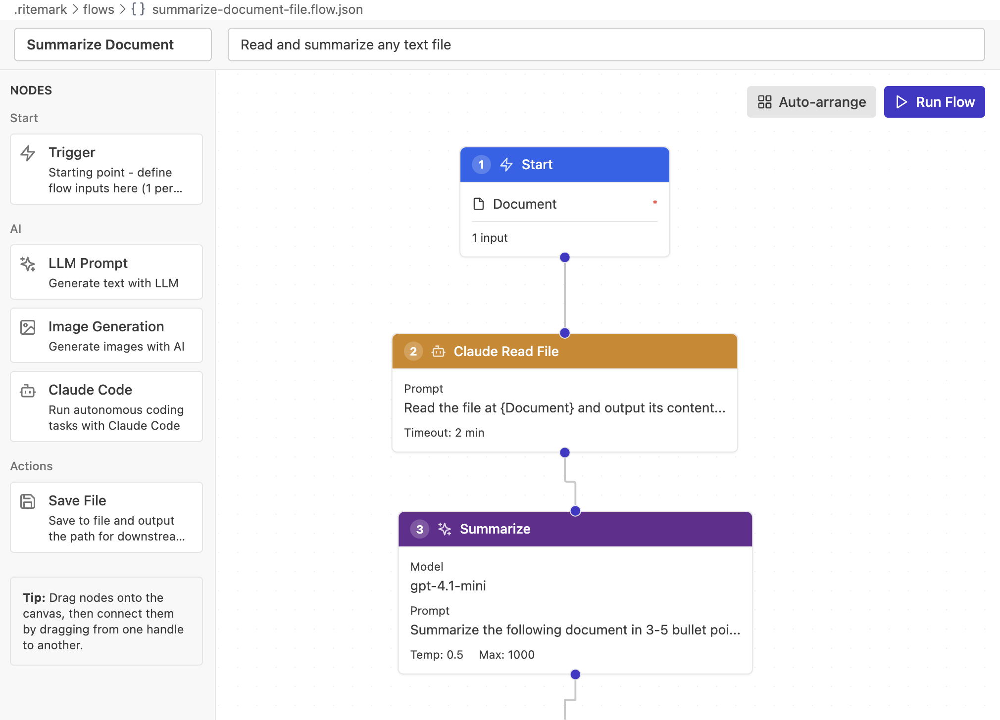 .ritemark > flows > {} summarize-document-file.flow.json
Summarize Document
Read and summarize any text file
NODES
Start
Trigger
Starting point - define
flow inputs here (1 per...
AI
LLM Prompt
Generate text with LLM
Image Generation
Generate images with AI
Claude Code
Run autonomous coding
tasks with Claude Code
Actions
Save File
Save to file and output
the path for downstrea...
Tip: Drag nodes onto the
canvas, then connect them
by dragging from one handle
to another.
Auto-arrange
Run Flow
1 Start
Document *
1 input
2 Claude Read File
Prompt
Read the file at {Document} and output its content...
Timeout: 2 min
3 Summarize
Model
gpt-4.1-mini
Prompt
Summarize the following document in 3-5 bullet poi...
Temp: 0.5 Max: 1000